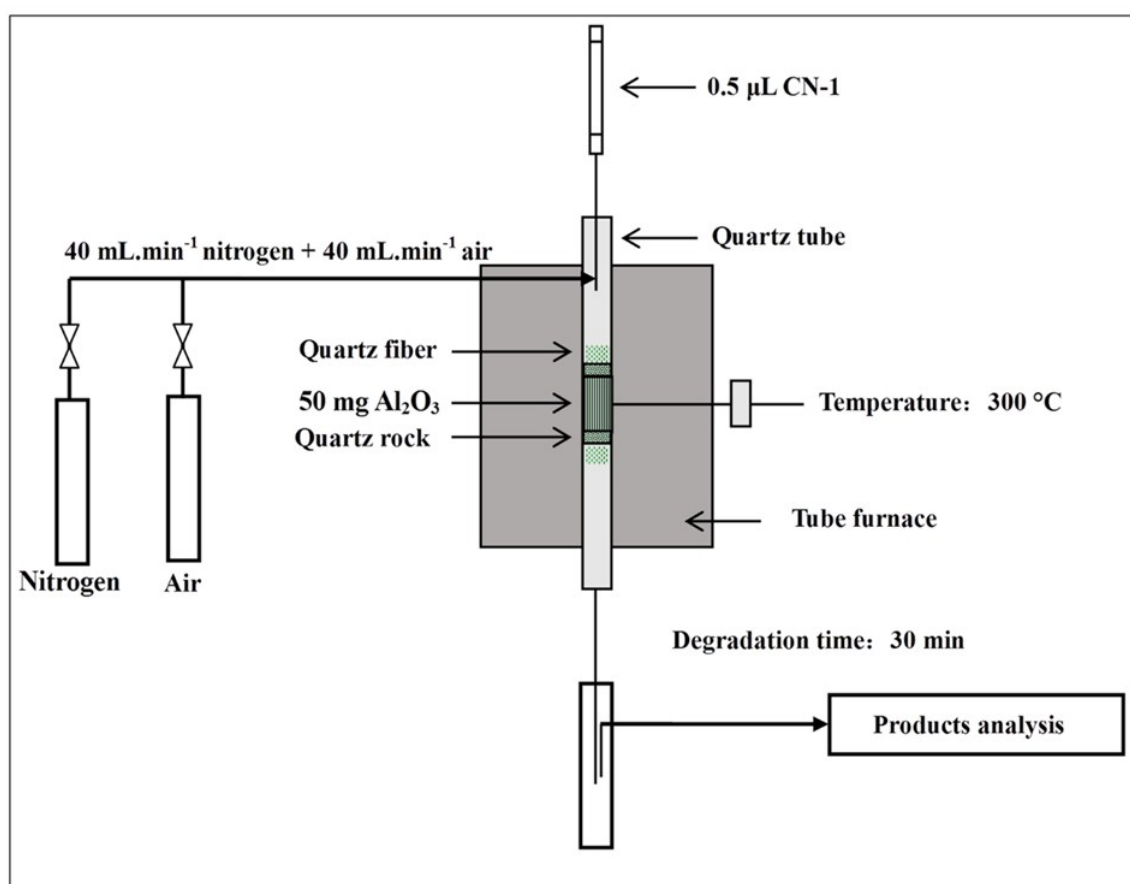 0.5 μL CN-1
Quartz tube
40 mL.min⁻¹ nitrogen + 40 mL.min⁻¹ air
Quartz fiber
50 mg Al₂O₃
Temperature：300 °C
Quartz rock
Tube furnace
Nitrogen
Air
Degradation time：30 min
Products analysis